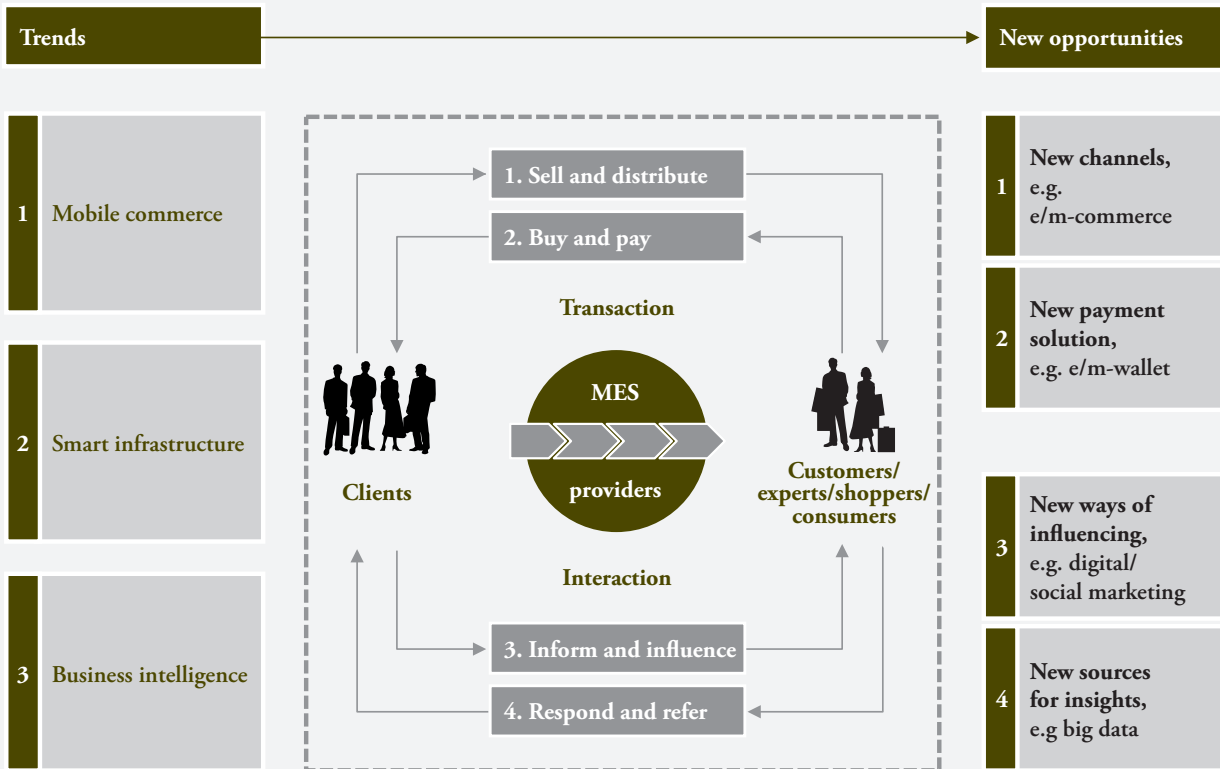 Trends
New opportunities
1
Mobile commerce
2
Smart infrastructure
3
Business intelligence
1. Sell and distribute
2. Buy and pay
Transaction
MES
providers
Clients
Customers/
experts/shoppers/
consumers
Interaction
3. Inform and influence
4. Respond and refer
1
New channels,
e.g.
e/m-commerce
2
New payment
solution,
e.g. e/m-wallet
3
New ways of
influencing,
e.g. digital/
social marketing
4
New sources
for insights,
e.g big data